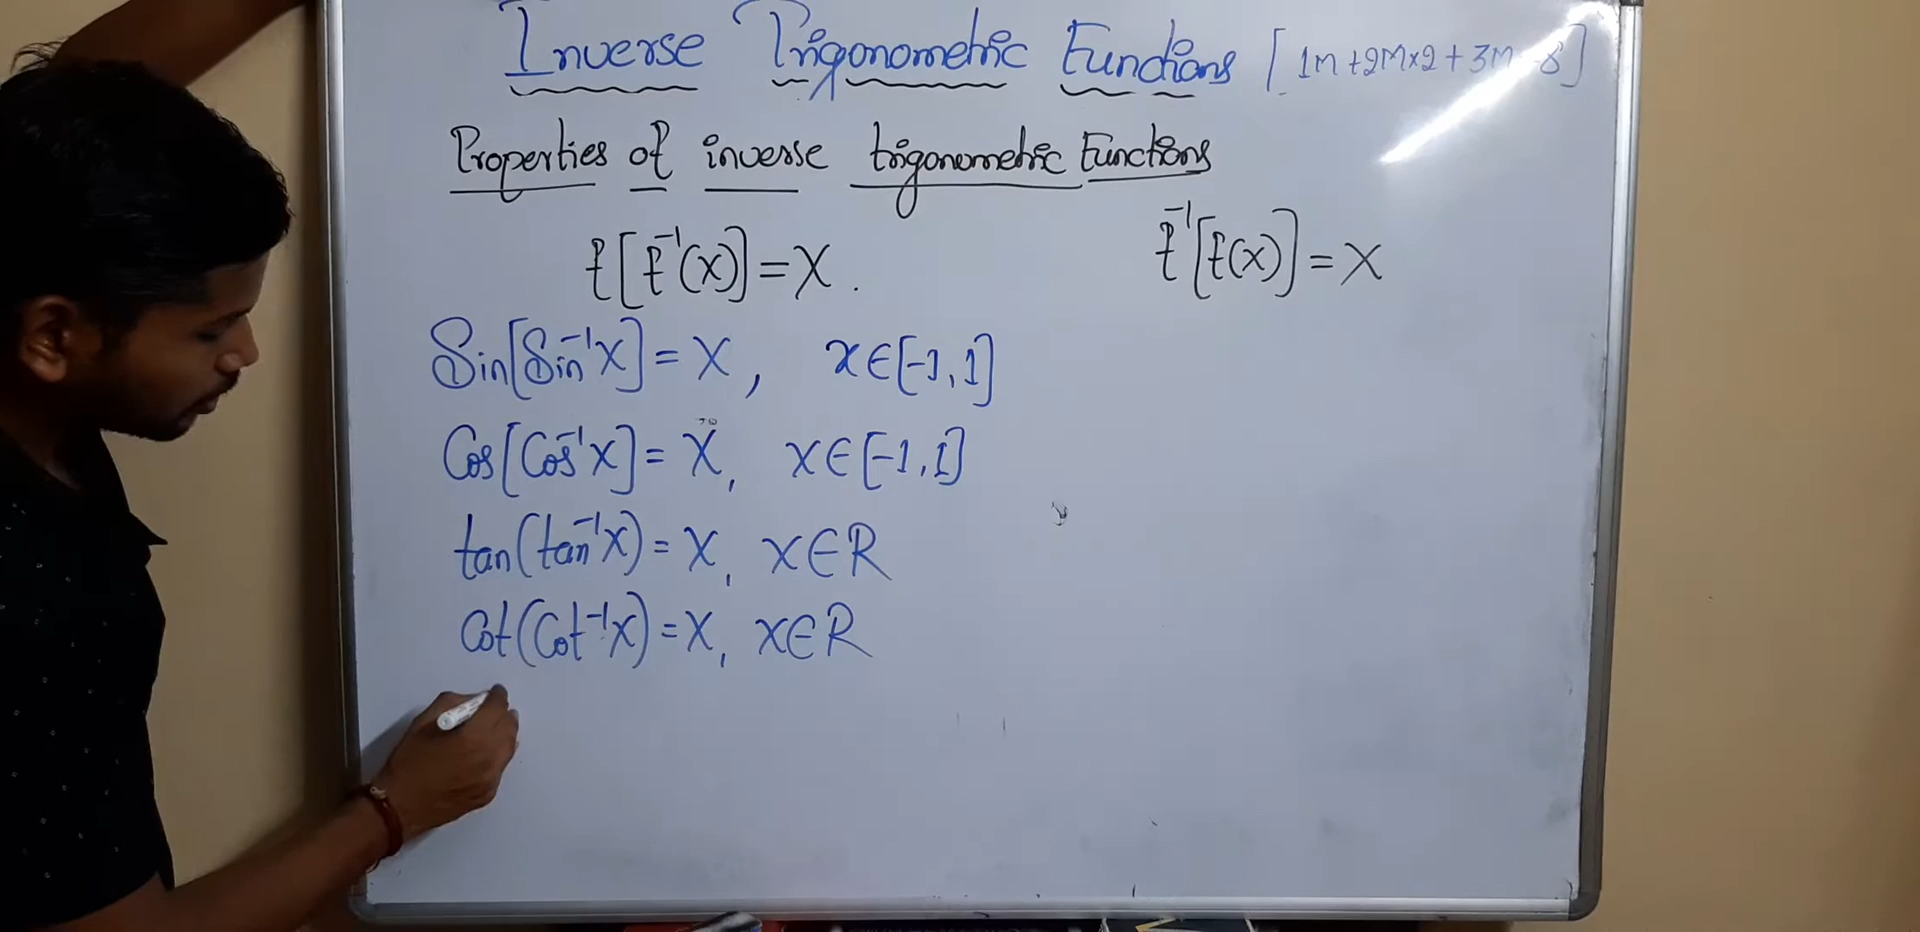 Inverse Trigonometric Functions [1M+2M×2+3M=8]
Properties of inverse trigonometric Functions
f[f⁻¹(x)]=x.
f⁻¹[f(x)]=x
Sin[Sin⁻¹x]=x, x∈[-1,1]
Cos[Cos⁻¹x]=x, x∈[-1,1]
tan(tan⁻¹x)=x, x∈R
Cot(Cot⁻¹x)=x, x∈R